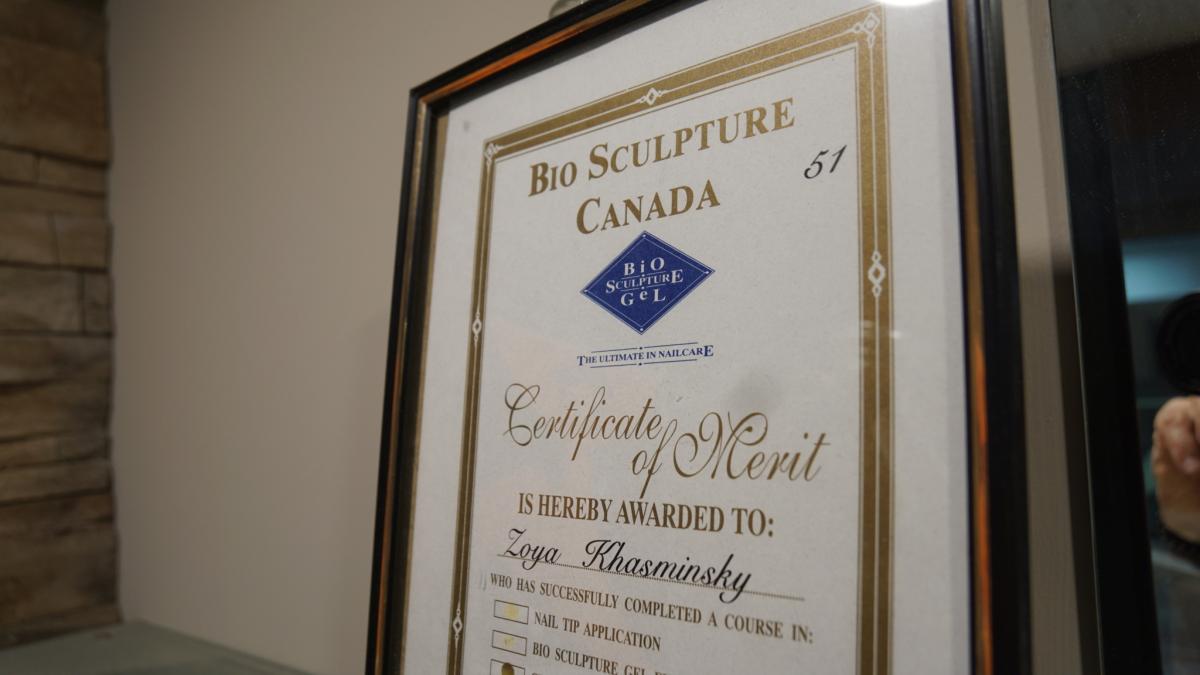 BIO SCULPTURE
CANADA
51
BiO
SCULPTURE
GeL
THE ULTIMATE IN NAILCARE
Certificate
of Merit
IS HEREBY AWARDED TO:
Zoya Khasminsky
WHO HAS SUCCESSFULLY COMPLETED A COURSE IN:
NAIL TIP APPLICATION
BIO SCULPTURE GEL